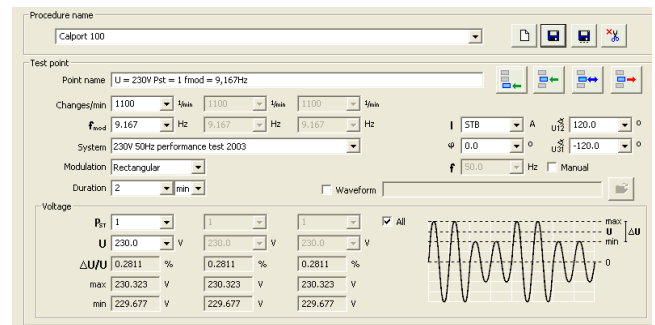 Procedure name
Calport 100
Test point
Point name U = 230V Pst = 1 fmod = 9,167Hz
Changes/min 1100 1/min 1100 1/min 1100 1/min
fmod 9.167 Hz 9.167 Hz 9.167 Hz
I STB A U12 120.0 °
System 230V 50Hz performance test 2003
φ 0.0 ° U31 -120.0 °
Modulation Rectangular
f 50.0 Hz Manual
Duration 2 min
Waveform
Voltage
PST 1 1 1 All
U 230.0 V 230.0 V 230.0 V
ΔU/U 0.2811 % 0.2811 % 0.2811 %
max 230.323 V 230.323 V 230.323 V
min 229.677 V 229.677 V 229.677 V
max
U ΔU
min
0